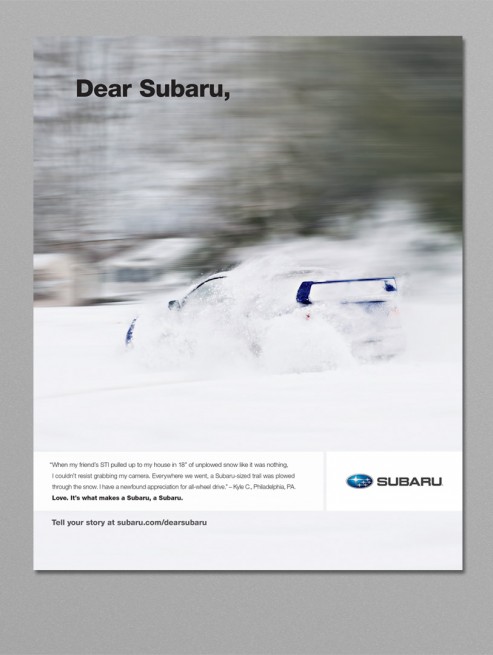 Dear Subaru,
"When my friend's STI pulled up to my house in 18" of unplowed snow like it was nothing,
I couldn't resist grabbing my camera. Everywhere we went, a Subaru-sized trail was plowed
through the snow. I have a newfound appreciation for all-wheel drive." – Kyle C., Philadelphia, PA.
Love. It's what makes a Subaru, a Subaru.
SUBARU
Tell your story at subaru.com/dearsubaru